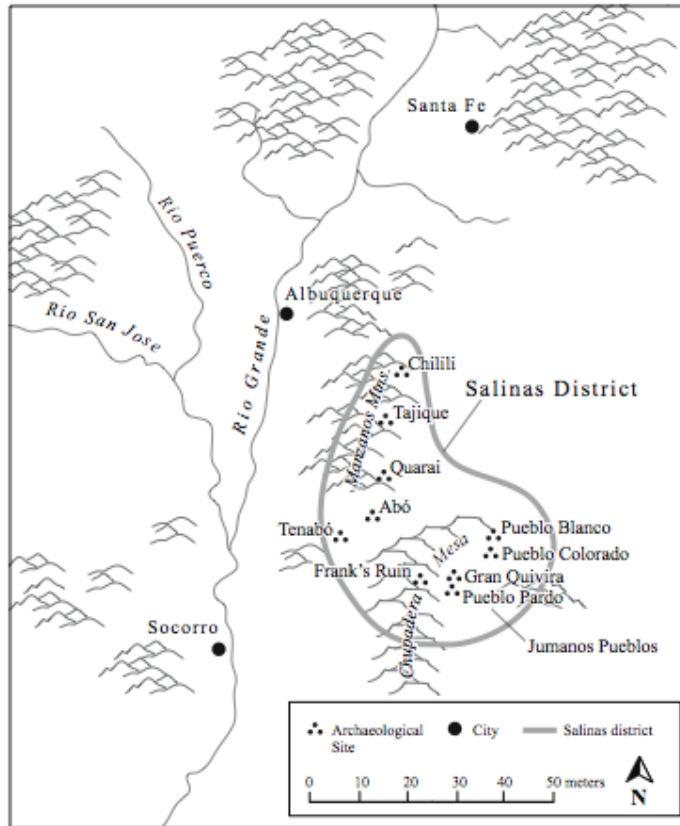 Santa Fe
Rio Puerco
Albuquerque
Rio San Jose
Rio Grande
Chilili
Salinas District
Manzanos Mtns.
Tajique
Quarai
Abó
Tenabó
Pueblo Blanco
Mesa
Pueblo Colorado
Frank's Ruin
Gran Quivira
Pueblo Pardo
Chupadera
Socorro
Jumanos Pueblos
Archaeological
Site
City
Salinas district
0 10 20 30 40 50 meters
N